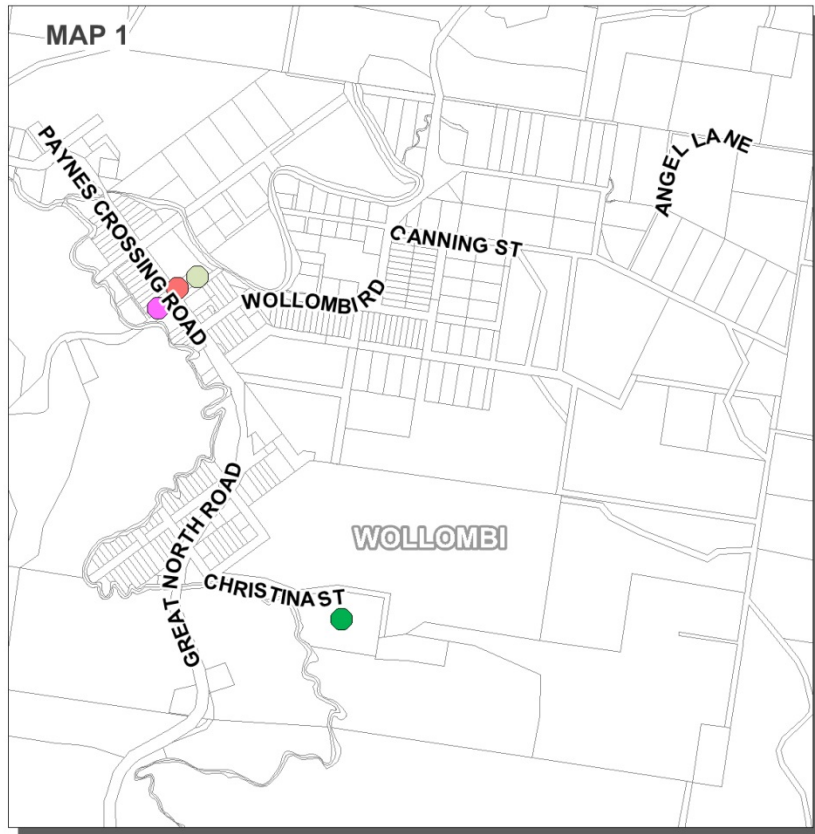 MAP 1
PAYNES CROSSING ROAD
ANGEL LANE
CANNING ST
WOLLOMBI RD
GREAT NORTH ROAD
WOLLOMBI
CHRISTINA ST